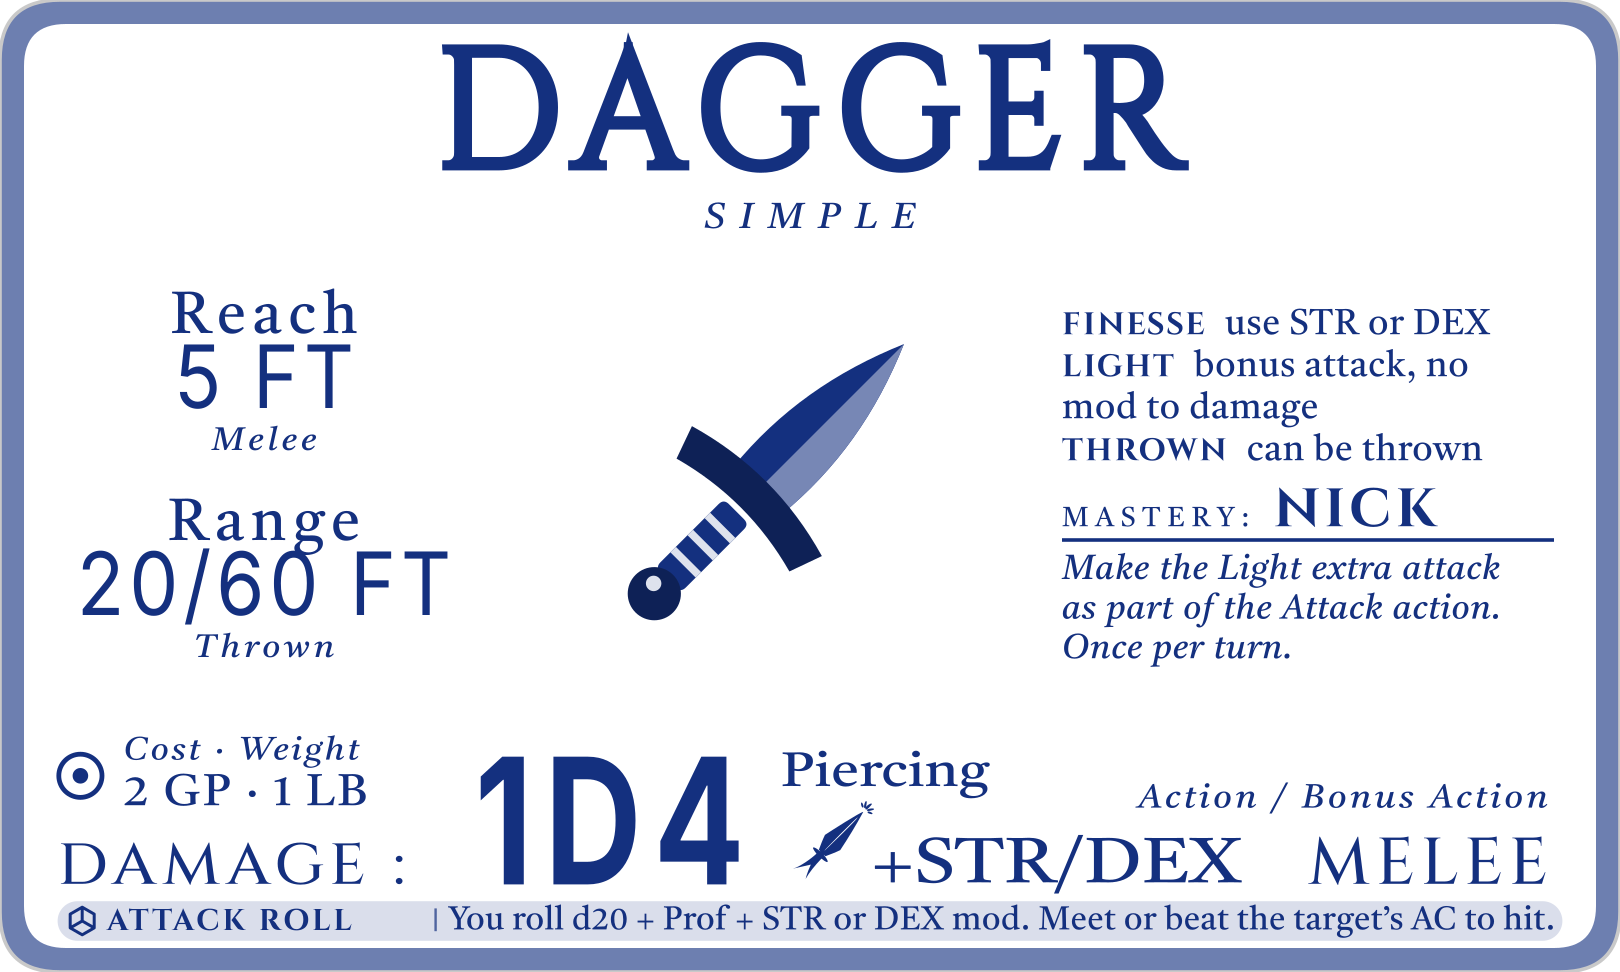 DAGGER
SIMPLE
Reach
5 FT
Melee
Range
20/60 FT
Thrown
FINESSE use STR or DEX
LIGHT bonus attack, no
mod to damage
THROWN can be thrown
MASTERY: NICK
Make the Light extra attack
as part of the Attack action.
Once per turn.
Cost · Weight
2 GP · 1 LB
DAMAGE :
1D4
Piercing
+STR/DEX
Action / Bonus Action
MELEE
ATTACK ROLL | You roll d20 + Prof + STR or DEX mod. Meet or beat the target’s AC to hit.